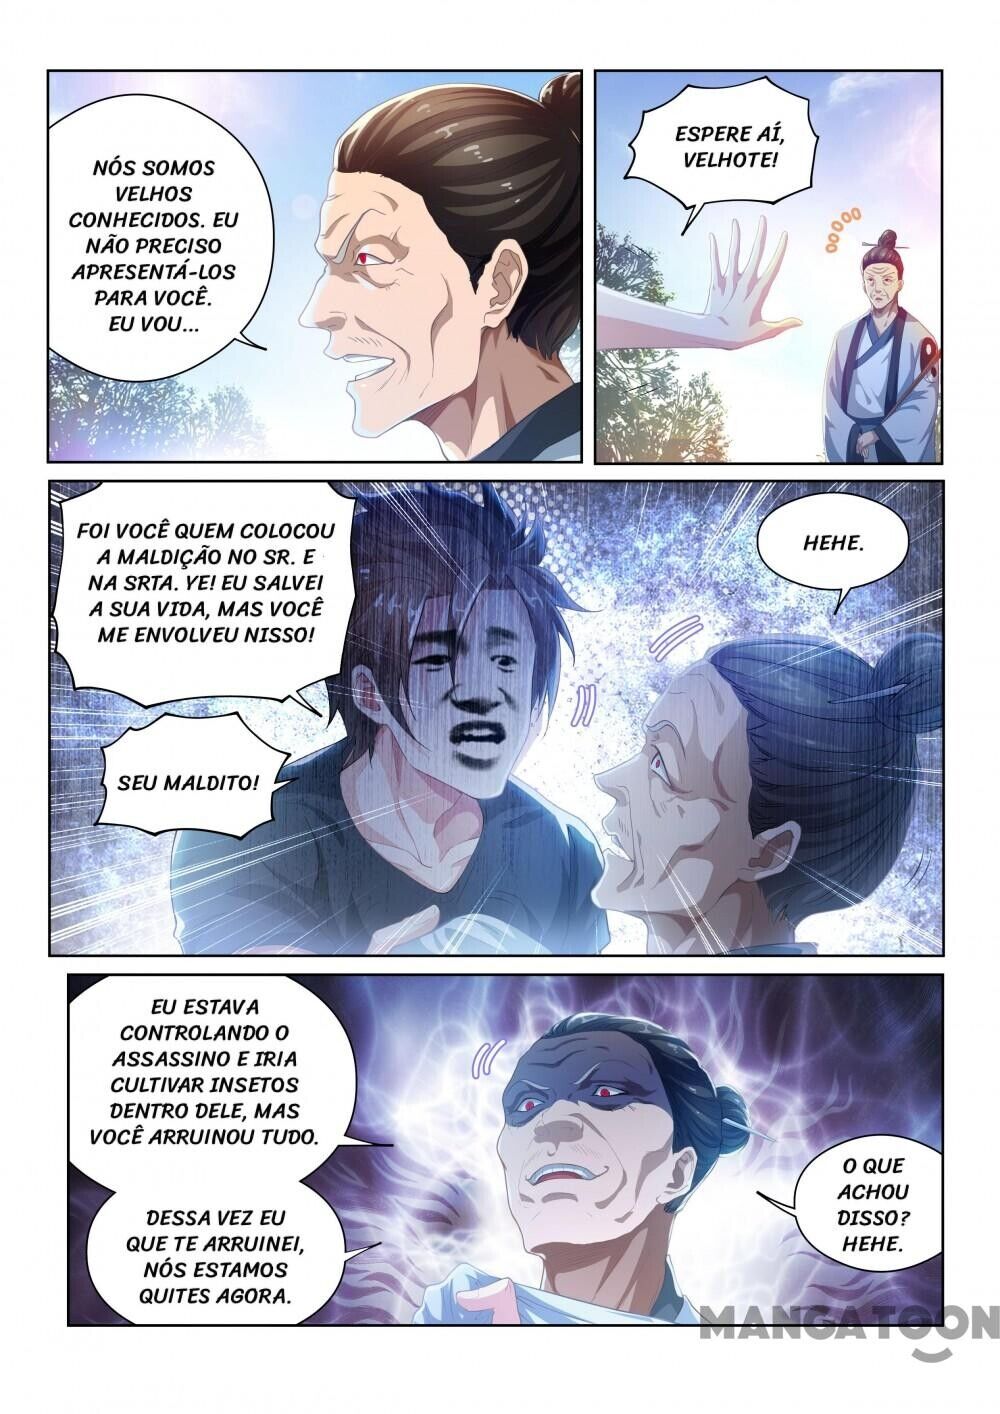 NÓS SOMOS
VELHOS
CONHECIDOS. EU
NÃO PRECISO
APRESENTÁ-LOS
PARA VOCÊ.
EU VOU...
ESPERE AÍ,
VELHOTE!
FOI VOCÊ QUEM COLOCOU
A MALDIÇÃO NO SR. E
NA SRTA. YE! EU SALVEI
A SUA VIDA, MAS VOCÊ
ME ENVOLVEU NISSO!
HEHE.
SEU MALDITO!
EU ESTAVA
CONTROLANDO O
ASSASSINO E IRIA
CULTIVAR INSETOS
DENTRO DELE, MAS
VOCÊ ARRUINOU TUDO.
DESSA VEZ EU
QUE TE ARRUINEI,
NÓS ESTAMOS
QUITES AGORA.
O QUE
ACHOU
DISSO?
HEHE.
MANGATOON